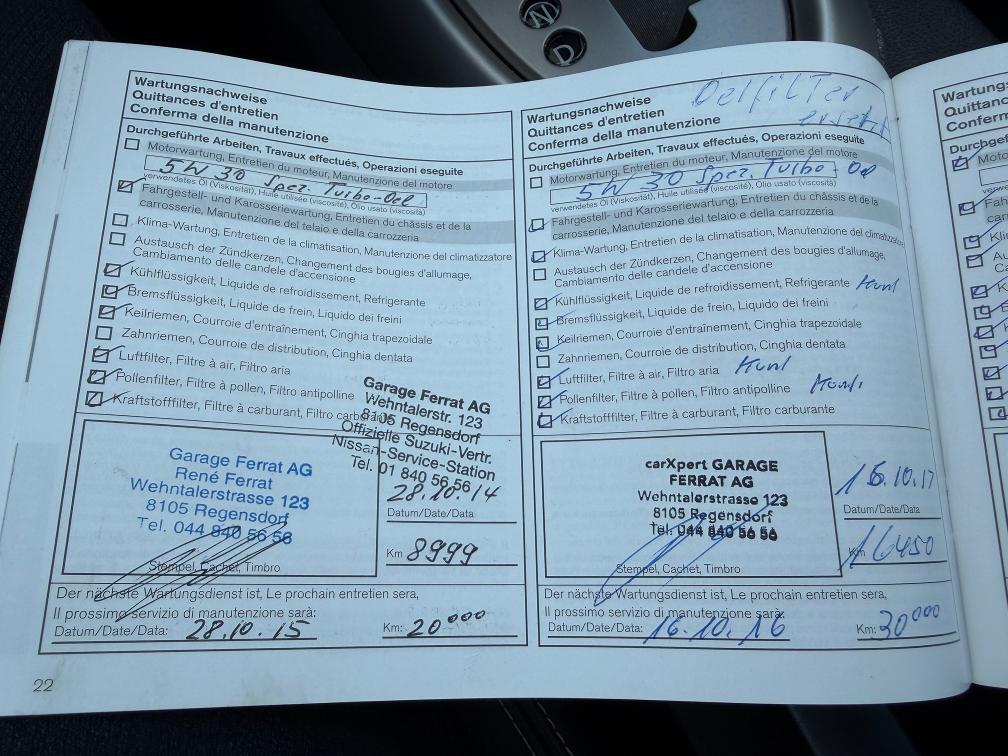 N
D
Wartungsnachweise
Quittances d'entretien
Conferma della manutenzione
Durchgeführte Arbeiten, Travaux effectués, Operazioni eseguite
Motorwartung, Entretien du moteur, Manutenzione del motore
5W30 Spez. Turbo-Oel
verwendetes Öl (Viskosität), Huile utilisée (viscosité), Olio usato (viscosità)
Fahrgestell- und Karosseriewartung, Entretien du châssis et de la
carrosserie, Manutenzione del telaio e della carrozzeria
Klima-Wartung, Entretien de la climatisation, Manutenzione del climatizzatore
Austausch der Zündkerzen, Changement des bougies d'allumage,
Cambiamento delle candele d'accensione
Kühlflüssigkeit, Liquide de refroidissement, Refrigerante
Bremsflüssigkeit, Liquide de frein, Liquido dei freini
Keilriemen, Courroie d'entraînement, Cinghia trapezoidale
Zahnriemen, Courroie de distribution, Cinghia dentata
Luftfilter, Filtre à air, Filtro aria
Pollenfilter, Filtre à pollen, Filtro antipolline
Kraftstofffilter, Filtre à carburant, Filtro carburante
Garage Ferrat AG
Wehntalerstr. 123
8105 Regensdorf
Offizielle Suzuki-Vertr.
Nissan-Service-Station
Tel. 01 840 56 56
Garage Ferrat AG
René Ferrat
Wehntalerstrasse 123
8105 Regensdorf
Tel. 044 840 56 56
Stempel, Cachet, Timbro
28.10.14
Datum/Date/Data
Km 8999
Der nächste Wartungsdienst ist, Le prochain entretien sera,
Il prossimo servizio di manutenzione sarà:
Datum/Date/Data: 28.10.15 Km: 20000
22
Wartungsnachweise
Quittances d'entretien
Conferma della manutenzione
Oelfilter
ersetzt
Durchgeführte Arbeiten, Travaux effectués, Operazioni eseguite
Motorwartung, Entretien du moteur, Manutenzione del motore
5W30 Spez. Turbo-Oel
verwendetes Öl (Viskosität), Huile utilisée (viscosité), Olio usato (viscosità)
Fahrgestell- und Karosseriewartung, Entretien du châssis et de la
carrosserie, Manutenzione del telaio e della carrozzeria
Klima-Wartung, Entretien de la climatisation, Manutenzione del climatizzatore
Austausch der Zündkerzen, Changement des bougies d'allumage,
Cambiamento delle candele d'accensione
Kühlflüssigkeit, Liquide de refroidissement, Refrigerante
Bremsflüssigkeit, Liquide de frein, Liquido dei freini
Keilriemen, Courroie d'entraînement, Cinghia trapezoidale
Zahnriemen, Courroie de distribution, Cinghia dentata
Luftfilter, Filtre à air, Filtro aria
Pollenfilter, Filtre à pollen, Filtro antipolline
Kraftstofffilter, Filtre à carburant, Filtro carburante
carXpert GARAGE
FERRAT AG
Wehntalerstrasse 123
8105 Regensdorf
Tel. 044 840 56 56
Stempel, Cachet, Timbro
Datum/Date/Data
Km 16450
Der nächste Wartungsdienst ist, Le prochain entretien sera,
Il prossimo servizio di manutenzione sarà:
Datum/Date/Data: 16.10.16 Km: 30000